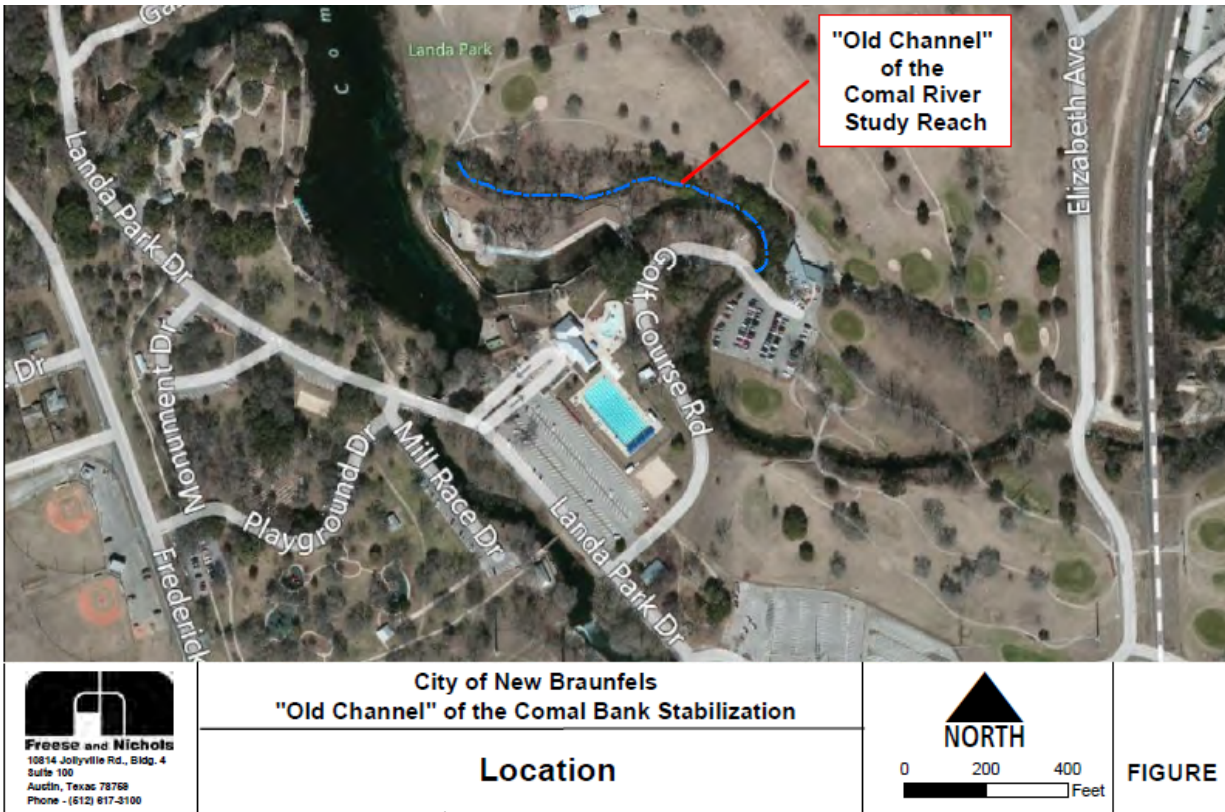 Ga
C o m
Landa Park
"Old Channel"
of the
Comal River
Study Reach
Elizabeth Ave
Landa Park Dr
Golf Course Rd
Dr
Monument Dr
Playground Dr
Mill Race Dr
Landa Park Dr
Frederick
Freese and Nichols
10814 Jollyville Rd., Bldg. 4
Suite 100
Austin, Texas 78759
Phone - (512) 617-3100
City of New Braunfels
"Old Channel" of the Comal Bank Stabilization
Location
NORTH
0 200 400
Feet
FIGURE